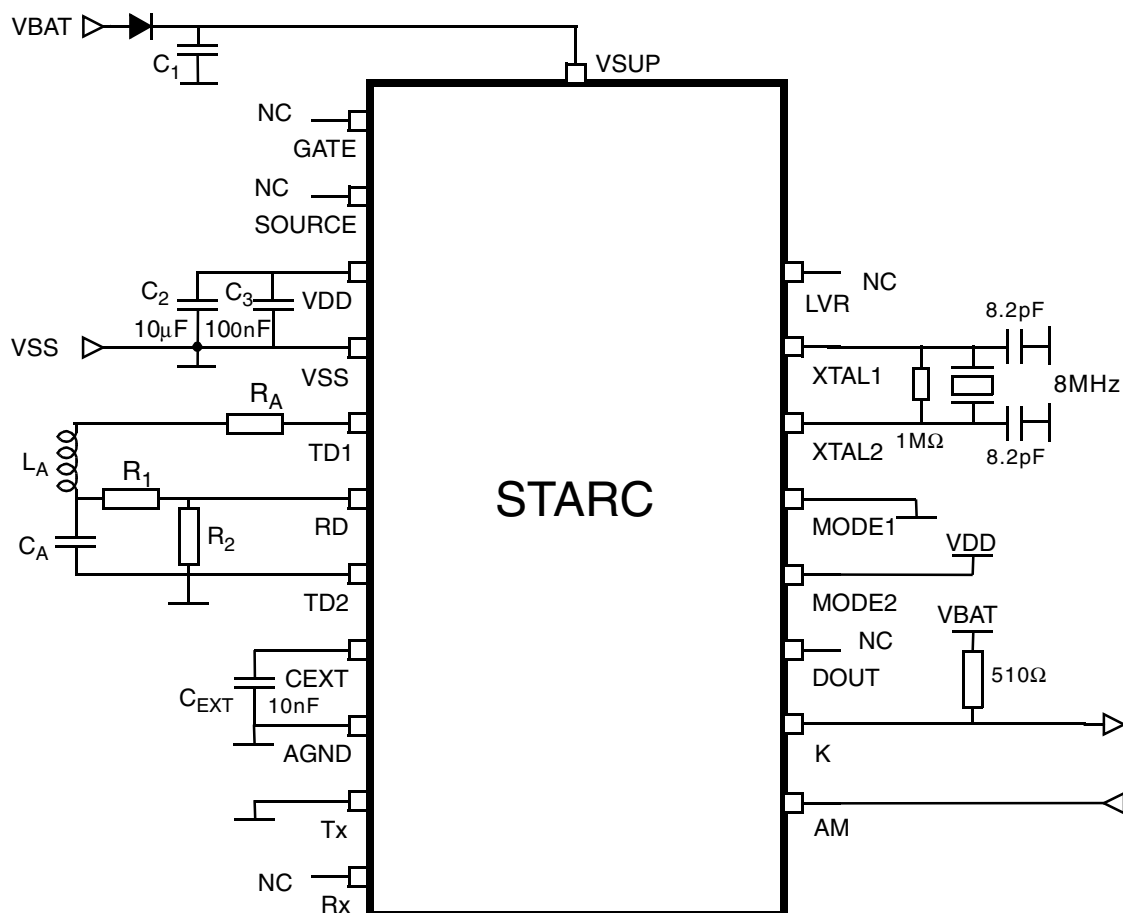 VBAT
C1
VSUP
NC
GATE
NC
SOURCE
C2
C3
VDD
10µF
100nF
VSS
VSS
RA
TD1
LA
R1
RD
CA
R2
TD2
CEXT
CEXT
10nF
AGND
Tx
NC
Rx
STARC
NC
LVR
8.2pF
XTAL1
8MHz
1MΩ
XTAL2
8.2pF
MODE1
VDD
MODE2
NC
VBAT
DOUT
510Ω
K
AM